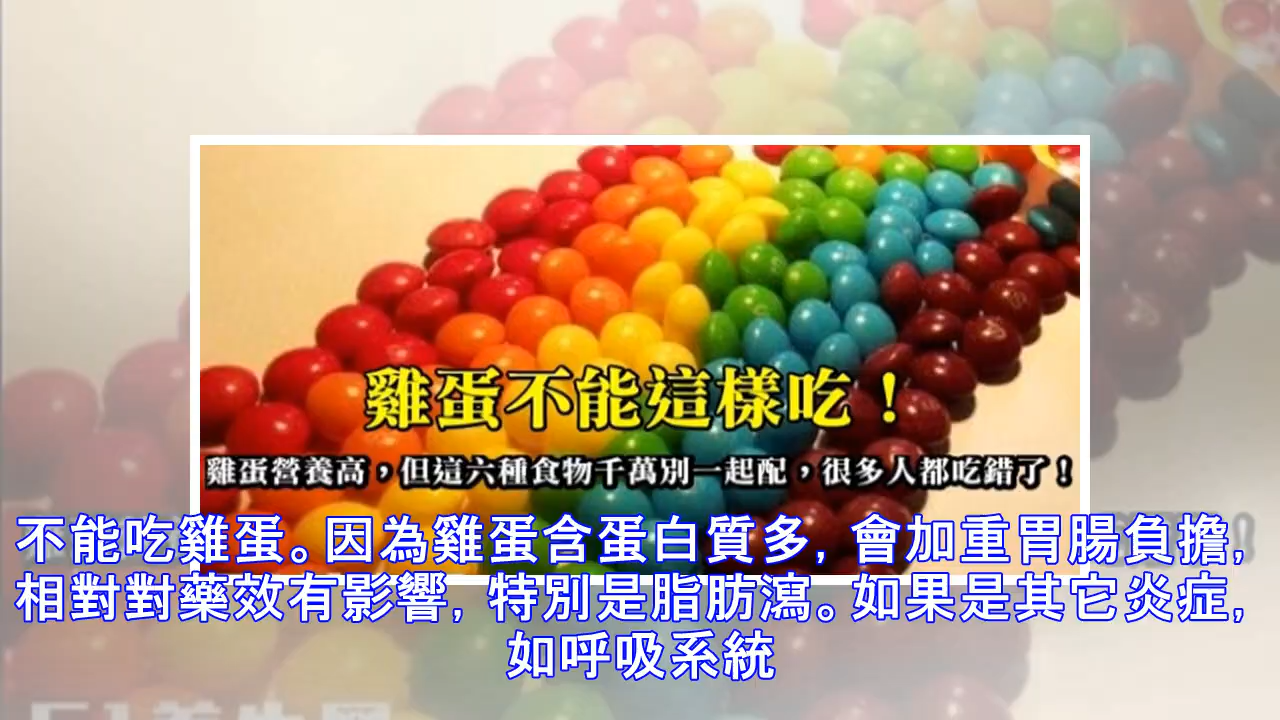 雞蛋不能這樣吃！
雞蛋營養高，但這六種食物千萬別一起配，很多人都吃錯了！
不能吃雞蛋。因為雞蛋含蛋白質多, 會加重胃腸負擔,
相對對藥效有影響, 特別是脂肪瀉。如果是其它炎症,
如呼吸系統